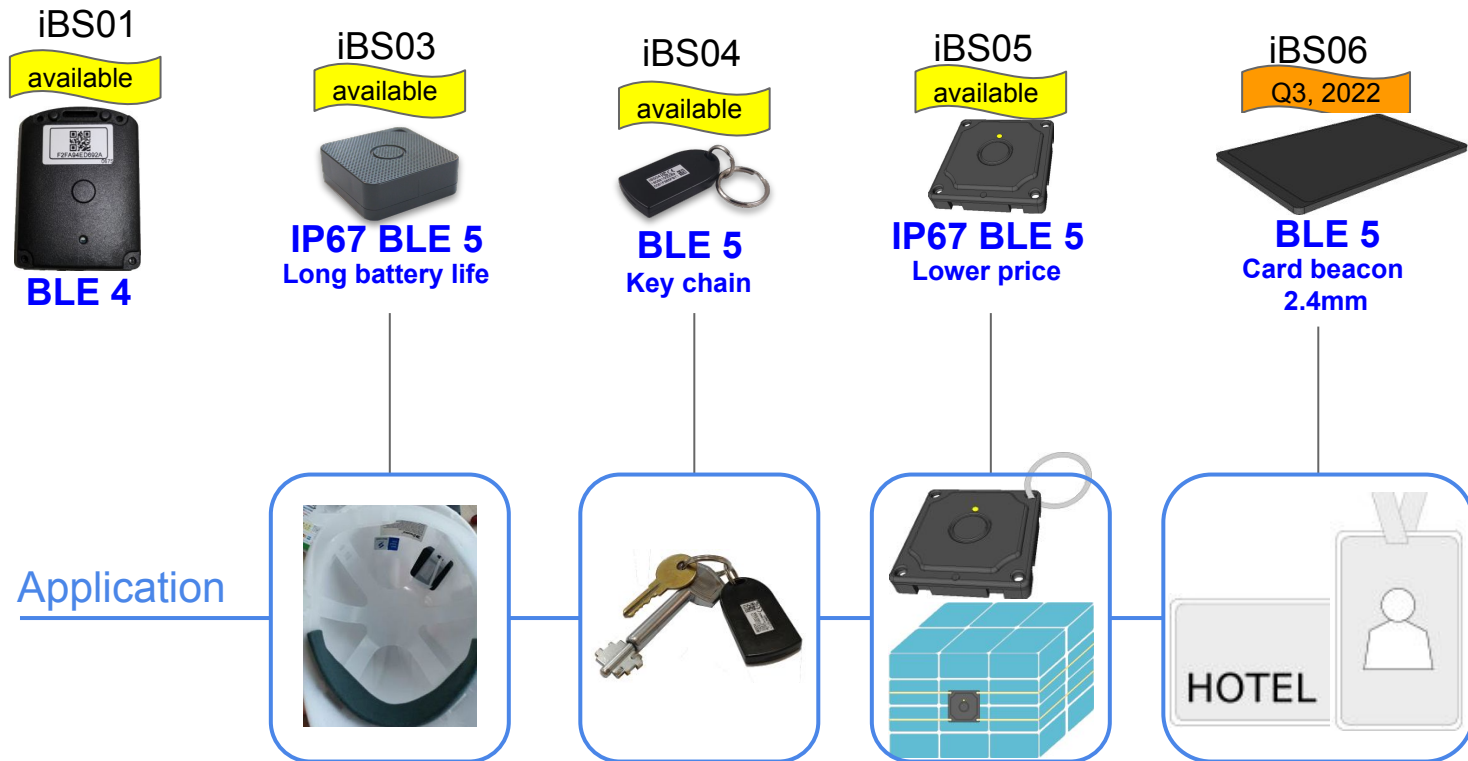 iBS01
available
F2FA94ED692A
BLE 4
iBS03
available
IP67 BLE 5
Long battery life
iBS04
available
BLE 5
Key chain
iBS05
available
IP67 BLE 5
Lower price
iBS06
Q3, 2022
BLE 5
Card beacon
2.4mm
Application
HOTEL